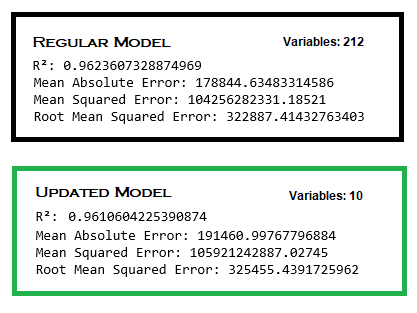 Regular Model Variables: 212
R²: 0.9623607328874969
Mean Absolute Error: 178844.63483314586
Mean Squared Error: 104256282331.18521
Root Mean Squared Error: 322887.41432763403
Updated Model Variables: 10
R²: 0.9610604225390874
Mean Absolute Error: 191460.99767796884
Mean Squared Error: 105921242887.02745
Root Mean Squared Error: 325455.4391725962